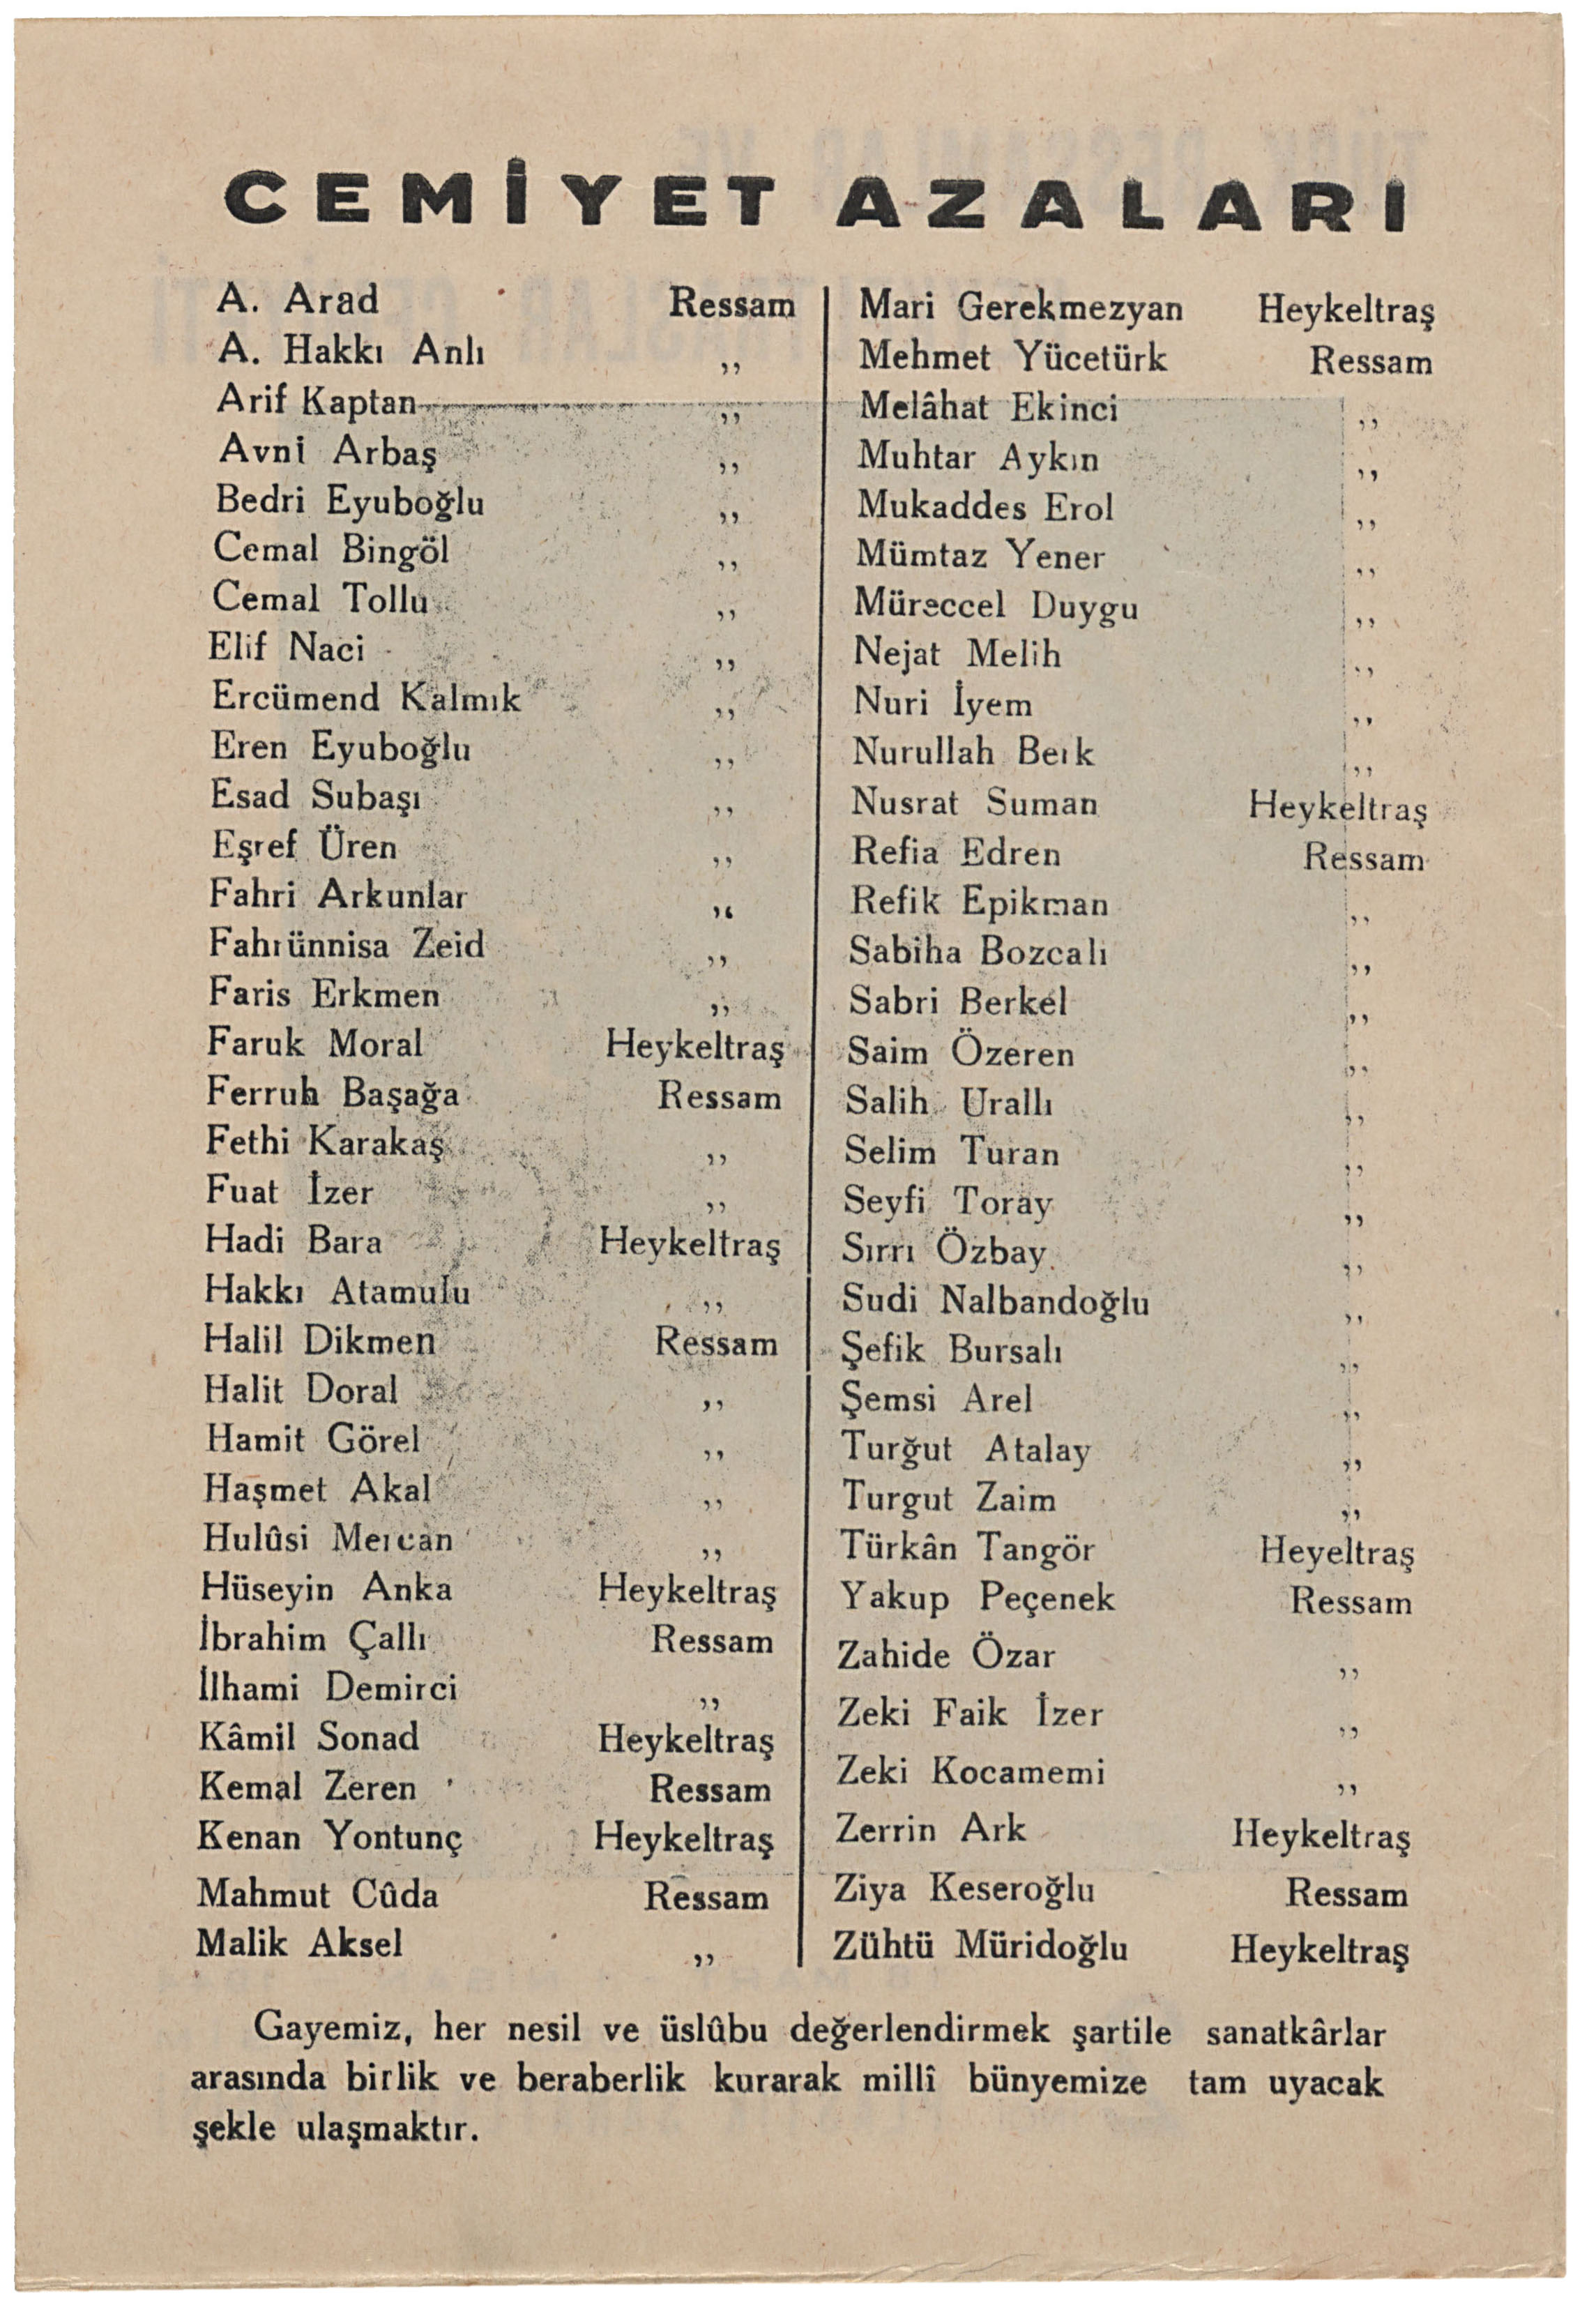 CEMİYET AZALARI
A. Arad Ressam
A. Hakkı Anlı ,,
Arif Kaptan ,,
Avni Arbaş ,,
Bedri Eyuboğlu ,,
Cemal Bingöl ,,
Cemal Tollu ,,
Elif Naci ,,
Ercümend Kalmık ,,
Eren Eyuboğlu ,,
Esad Subaşı ,,
Eşref Üren ,,
Fahri Arkunlar ,,
Fahrünnisa Zeid ,,
Faris Erkmen ,,
Faruk Moral Heykeltraş
Ferruh Başağa Ressam
Fethi Karakaş ,,
Fuat İzer ,,
Hadi Bara Heykeltraş
Hakkı Atamulu ,,
Halil Dikmen Ressam
Halit Doral ,,
Hamit Görel ,,
Haşmet Akal ,,
Hulûsi Mercan ,,
Hüseyin Anka Heykeltraş
İbrahim Çallı Ressam
İlhami Demirci ,,
Kâmil Sonad Heykeltraş
Kemal Zeren Ressam
Kenan Yontunç Heykeltraş
Mahmut Cûda Ressam
Malik Aksel ,,
Mari Gerekmezyan Heykeltraş
Mehmet Yücetürk Ressam
Melâhat Ekinci ,,
Muhtar Aykın ,,
Mukaddes Erol ,,
Mümtaz Yener ,,
Müreccel Duygu ,,
Nejat Melih ,,
Nuri İyem ,,
Nurullah Berk ,,
Nusrat Suman Heykeltraş
Refia Edren Ressam
Refik Epikman ,,
Sabiha Bozcalı ,,
Sabri Berkel ,,
Saim Özeren ,,
Salih Urallı ,,
Selim Turan ,,
Seyfi Toray ,,
Sırrı Özbay ,,
Sudi Nalbandoğlu ,,
Şefik Bursalı ,,
Şemsi Arel ,,
Turğut Atalay ,,
Turgut Zaim ,,
Türkân Tangör Heyeltraş
Yakup Peçenek Ressam
Zahide Özar ,,
Zeki Faik İzer ,,
Zeki Kocamemi ,,
Zerrin Ark Heykeltraş
Ziya Keseroğlu Ressam
Zühtü Müridoğlu Heykeltraş
Gayemiz, her nesil ve üslûbu değerlendirmek şartile sanatkârlar
arasında birlik ve beraberlik kurarak millî bünyemize tam uyacak
şekle ulaşmaktır.